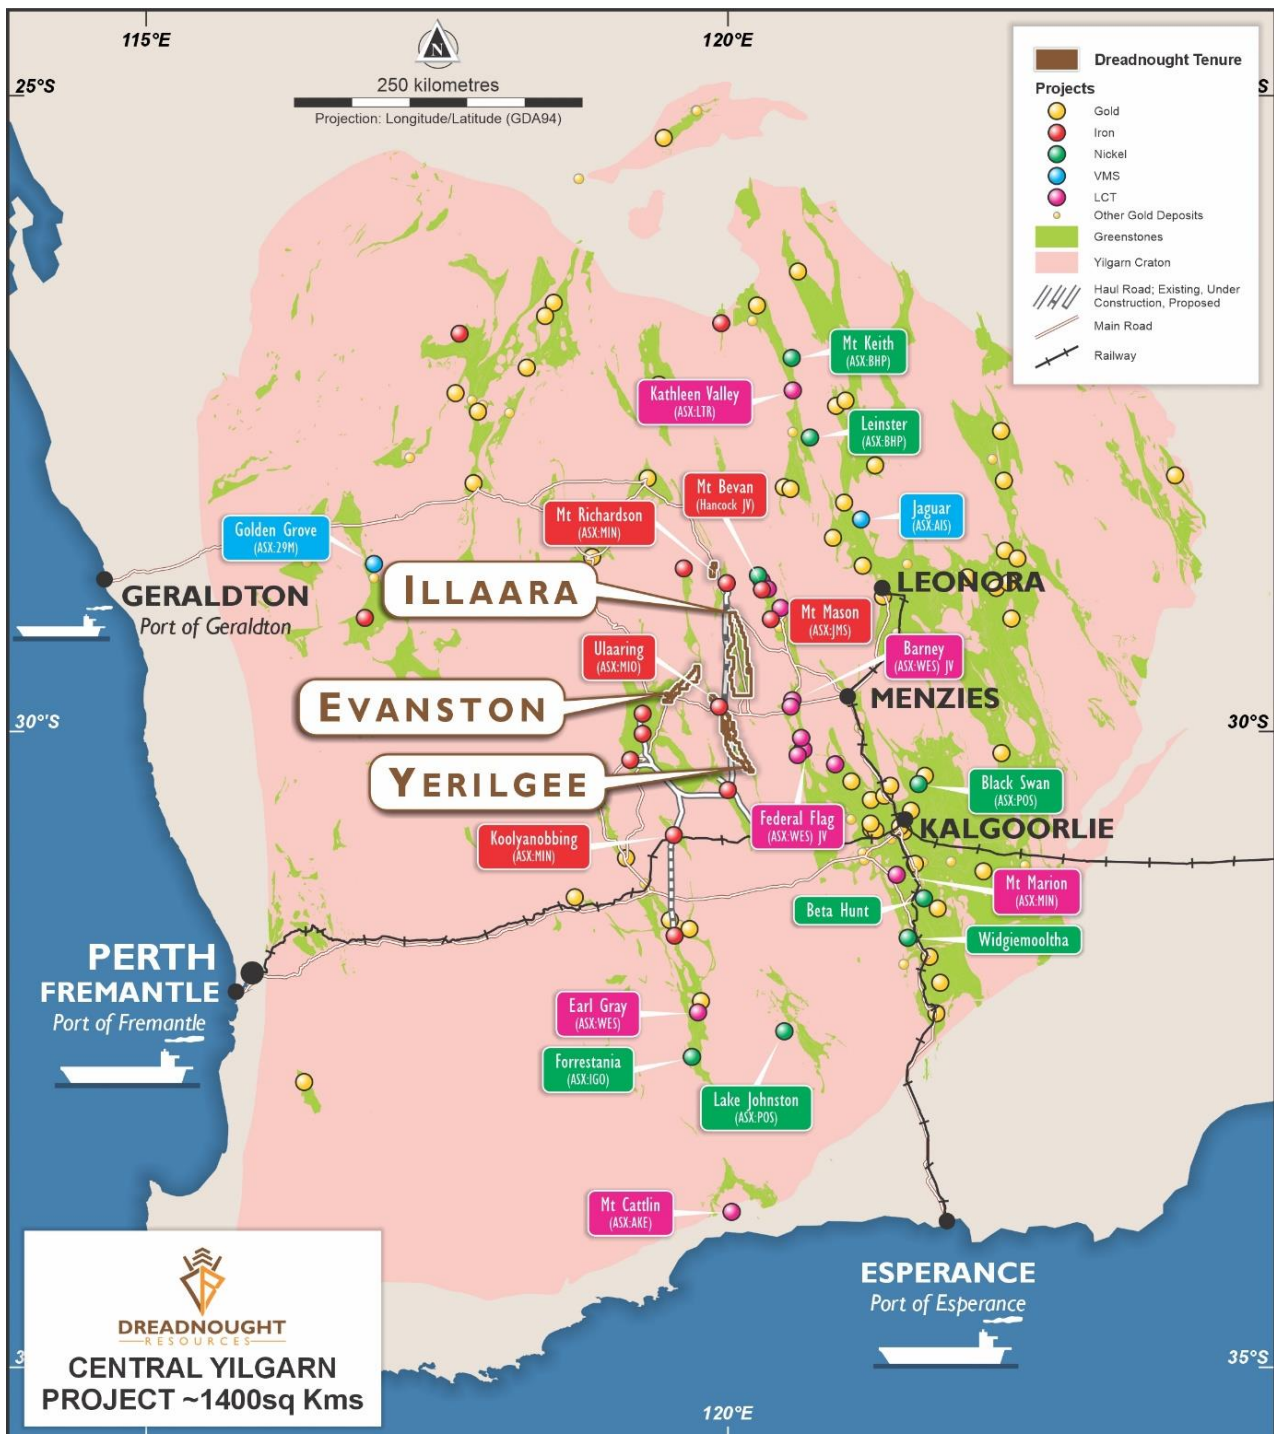 115°E
120°E
N
250 kilometres
Projection: Longitude/Latitude (GDA94)
25°S
S
Dreadnought Tenure
Projects
Gold
Iron
Nickel
VMS
LCT
Other Gold Deposits
Greenstones
Yilgarn Craton
Haul Road; Existing, Under
Construction, Proposed
Main Road
Railway
Mt Keith
(ASX:BHP)
Kathleen Valley
(ASX:LTR)
Leinster
(ASX:BHP)
Mt Bevan
(Hancock JV)
Mt Richardson
(ASX:MIN)
Jaguar
(ASX:AIS)
Golden Grove
(ASX:29M)
ILLAARA
LEONORA
GERALDTON
Port of Geraldton
Mt Mason
(ASX:JMS)
Ulaaring
(ASX:MIO)
Barney
(ASX:WES) JV
EVANSTON
MENZIES
30°'S
30°S
YERILGEE
Black Swan
(ASX:POS)
Federal Flag
(ASX:WES) JV
KALGOORLIE
Koolyanobbing
(ASX:MIN)
Mt Marion
(ASX:MIN)
Beta Hunt
Widgiemooltha
PERTH
FREMANTLE
Port of Fremantle
Earl Gray
(ASX:WES)
Forrestania
(ASX:IGO)
Lake Johnston
(ASX:POS)
Mt Cattlin
(ASX:AKE)
ESPERANCE
Port of Esperance
DREADNOUGHT
RESOURCES
CENTRAL YILGARN
PROJECT ~1400sq Kms
3
35°S
120°E